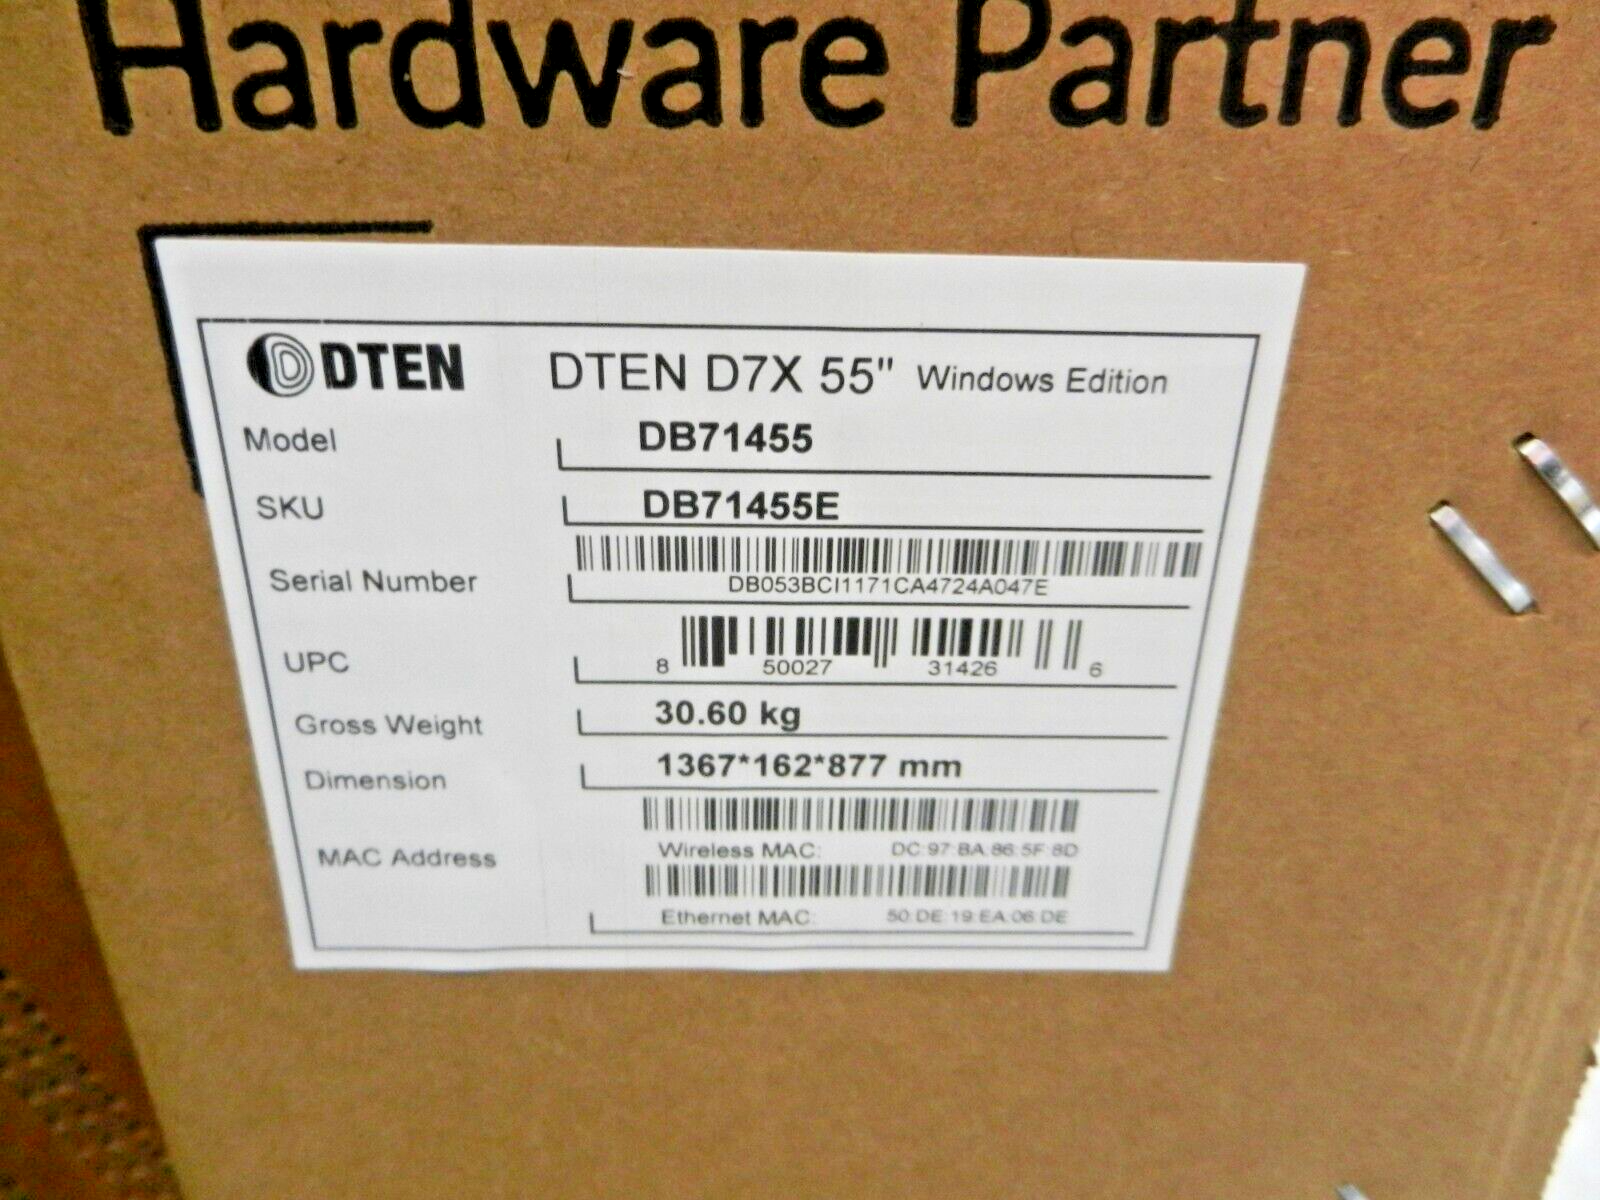 Hardware Partner
DTEN DTEN D7X 55" Windows Edition
Model DB71455
SKU DB71455E
Serial Number DB053BCI1171CA4724A047E
UPC 8 50027 31426 6
Gross Weight 30.60 kg
Dimension 1367*162*877 mm
MAC Address
Wireless MAC: DC:97:BA:86:5F:8D
Ethernet MAC: 50:DE:19:EA:06:DE